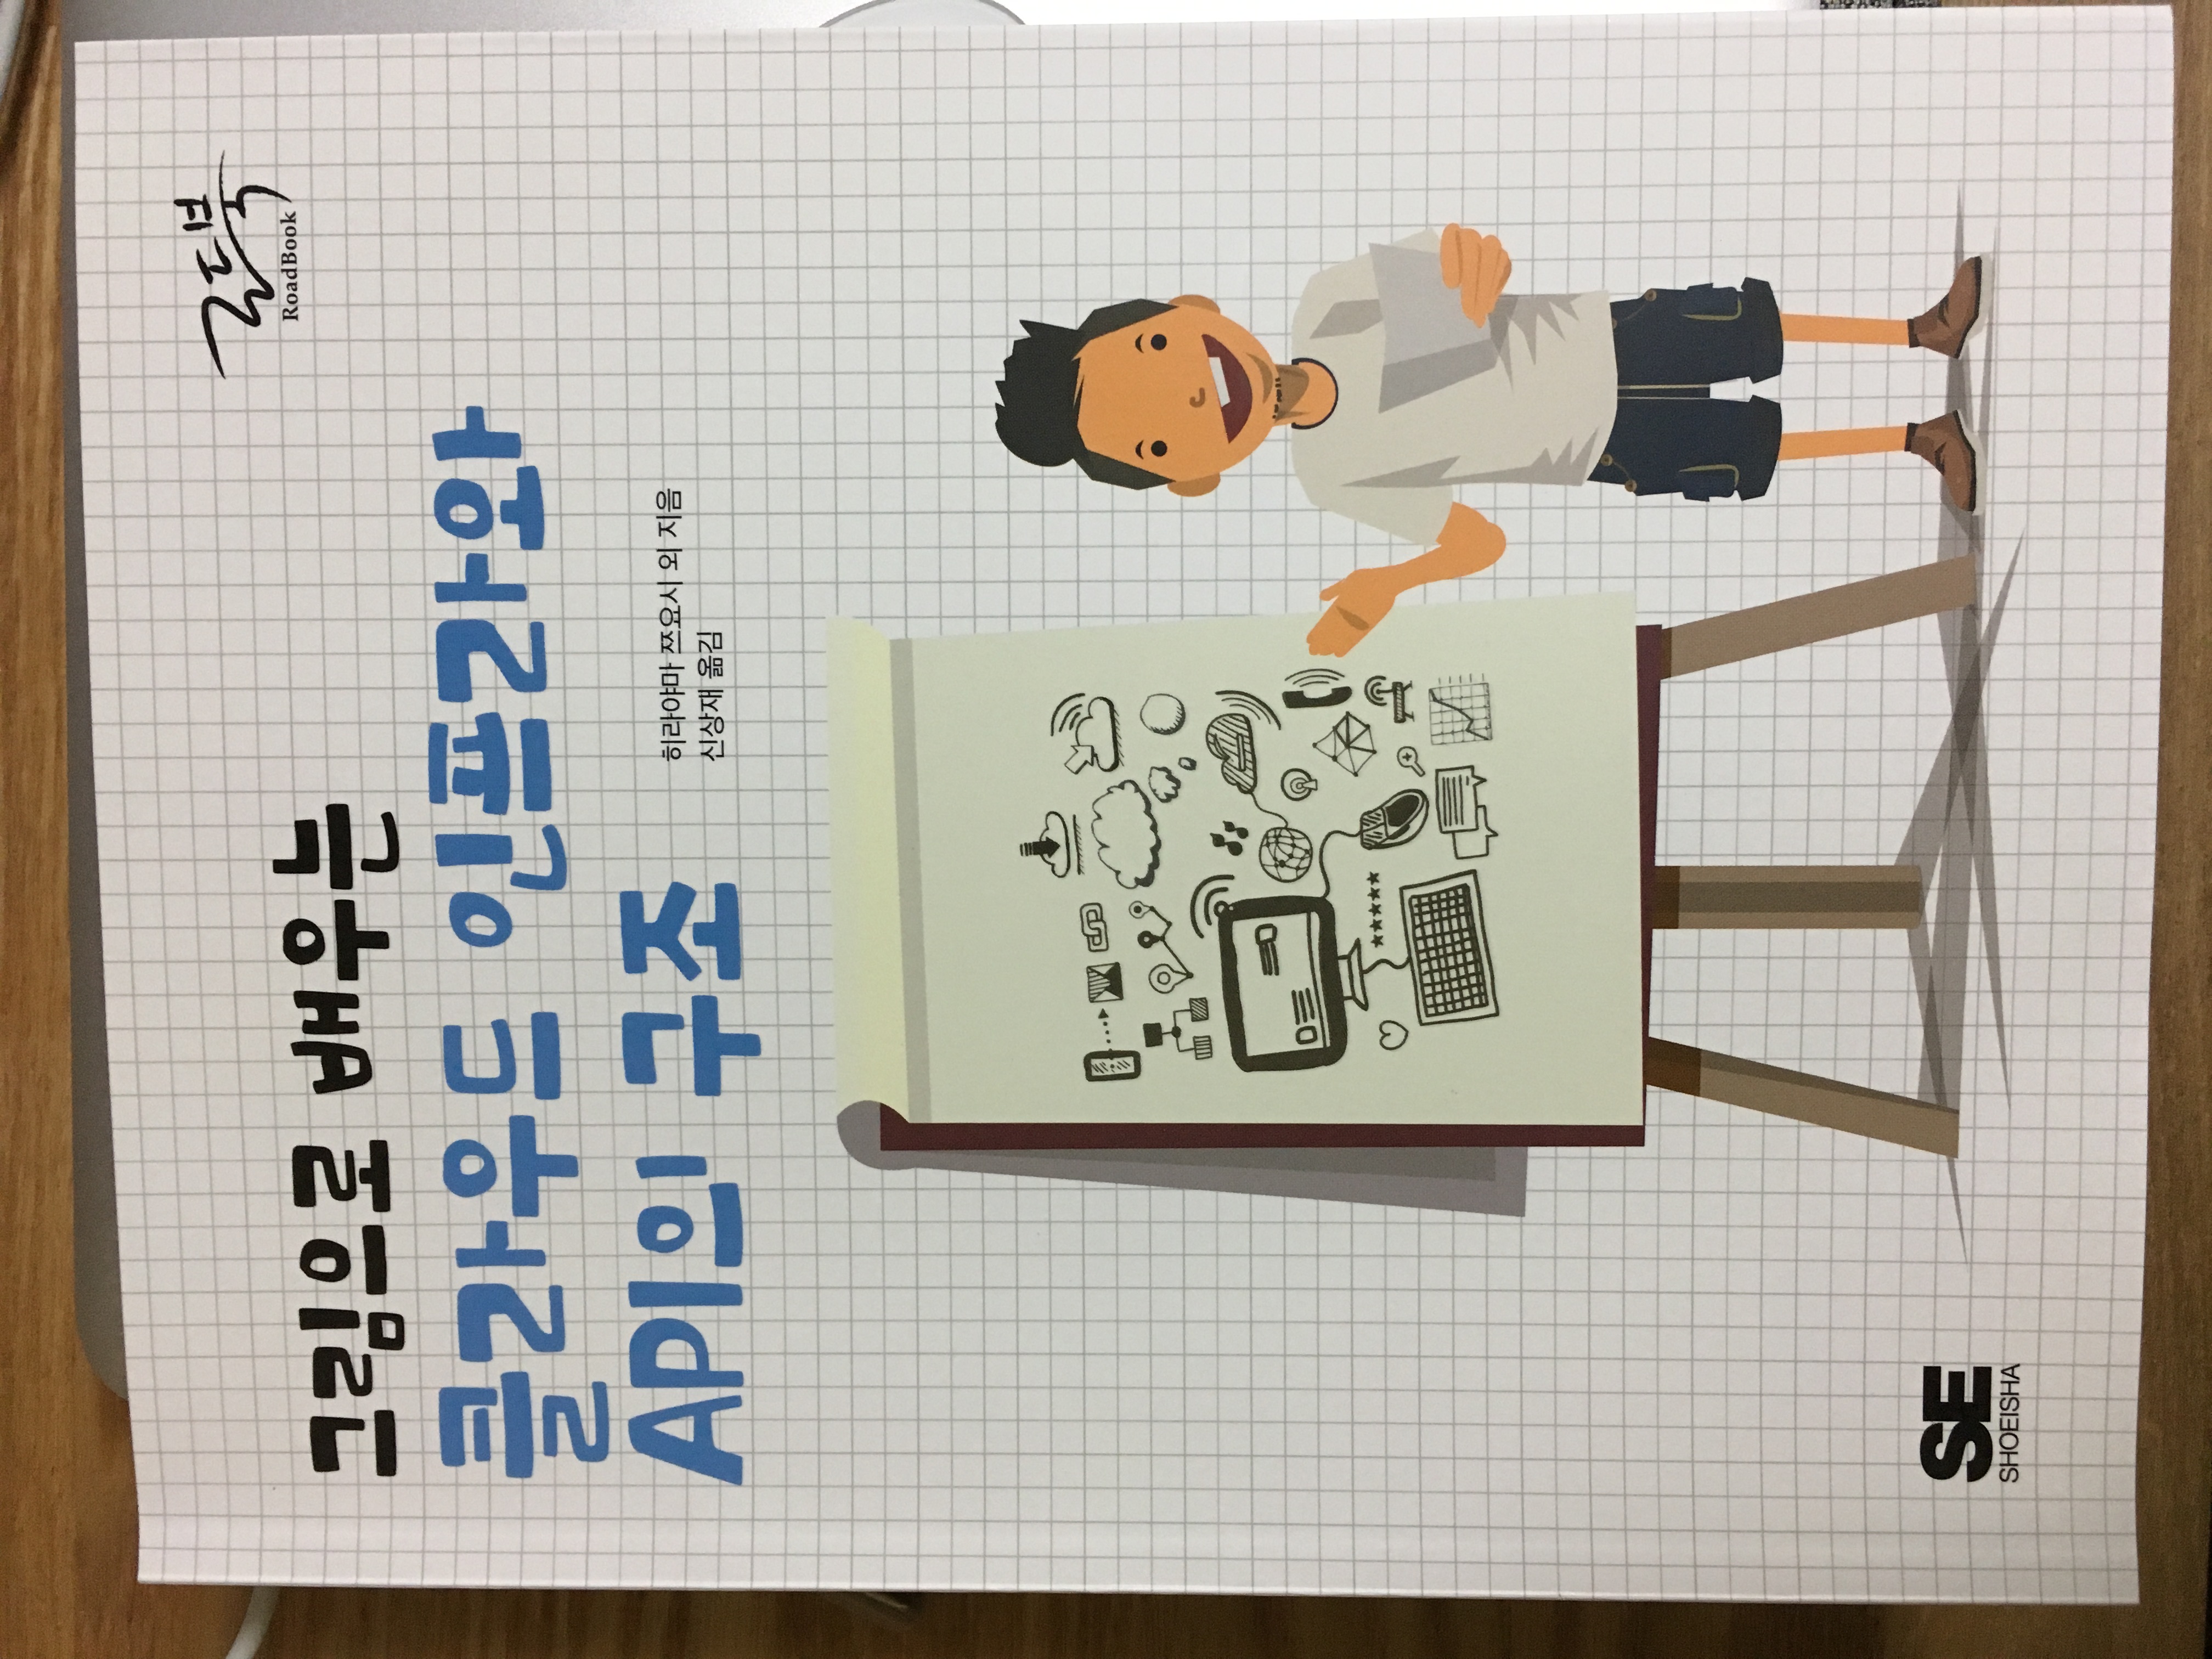 로드북
RoadBook
그림으로 배우는
클라우드 인프라와
API의 구조
히라야마 쯔요시 외 지음
신상재 옮김
SE
SHOEISHA